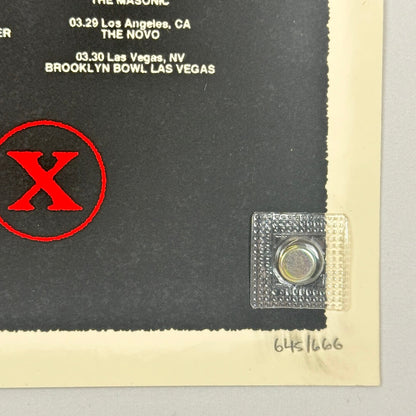 THE MASONIC
03.29 Los Angeles, CA
THE NOVO
ER
03.30 Las Vegas, NV
BROOKLYN BOWL LAS VEGAS
X
645/666